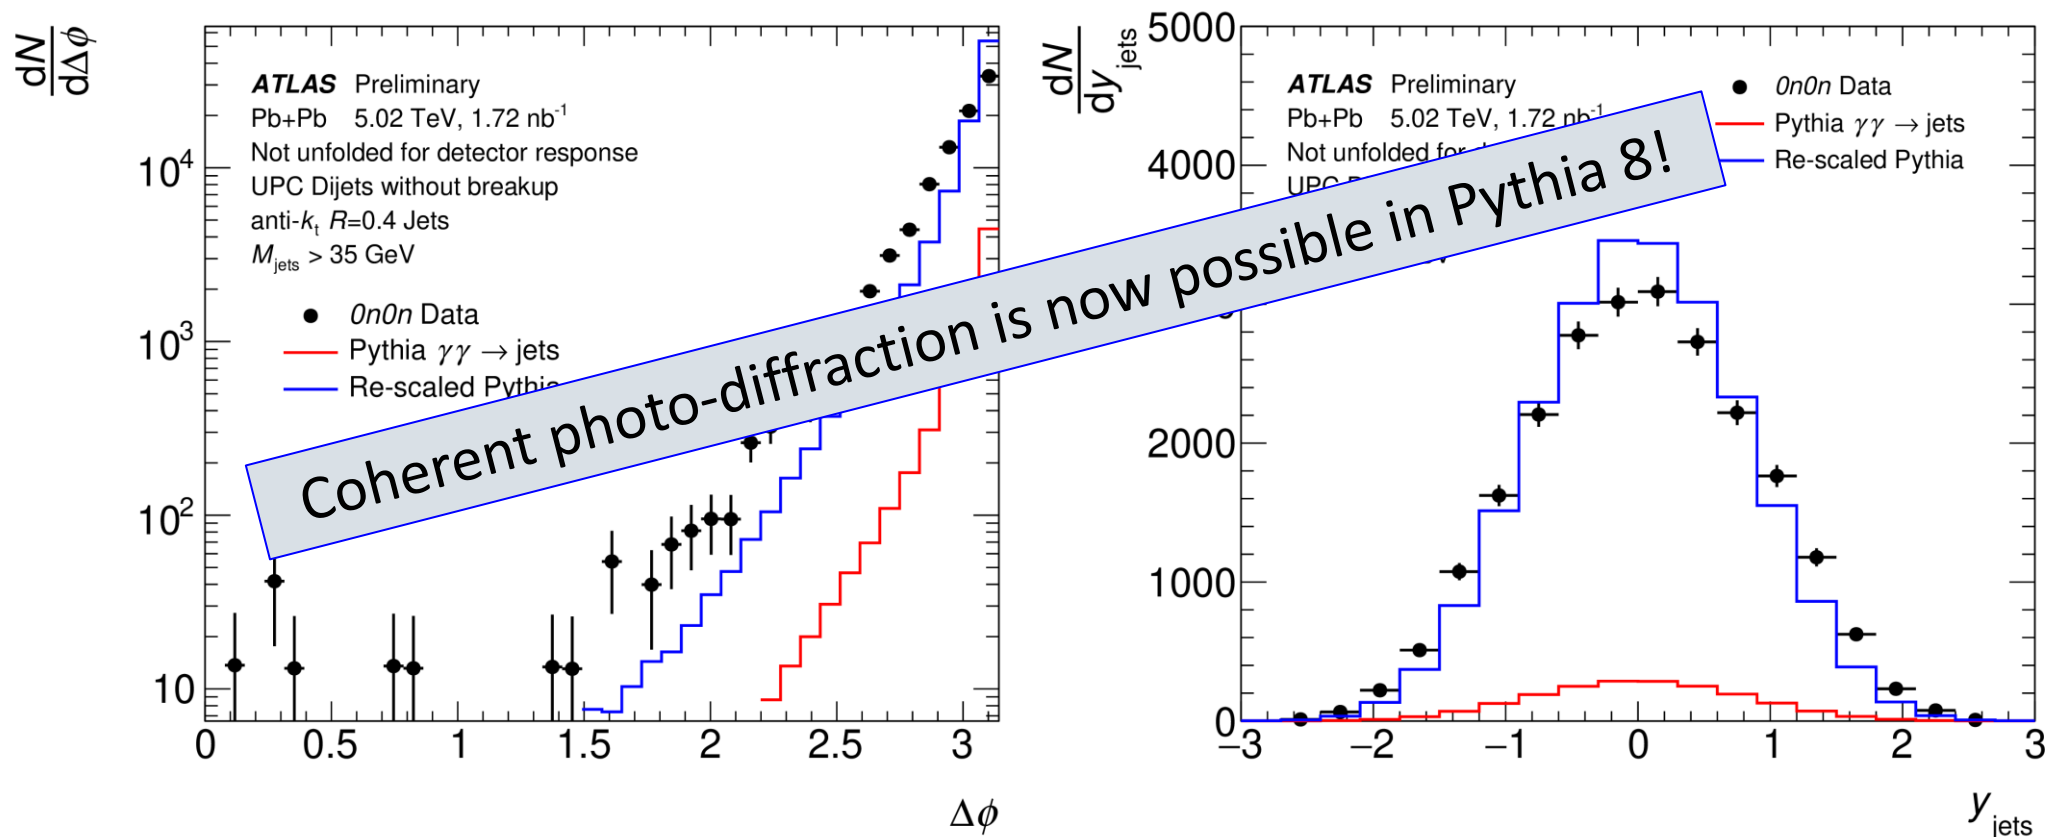 dN
dΔϕ
ATLAS Preliminary
Pb+Pb 5.02 TeV, 1.72 nb⁻¹
Not unfolded for detector response
UPC Dijets without breakup
anti-kₜ R=0.4 Jets
M_jets > 35 GeV
0n0n Data
Pythia γγ → jets
Re-scaled
10⁴
10³
10²
10
0 0.5 1 1.5 2 2.5 3
Δϕ
Coherent photo-diffraction is now possible in Pythia 8!
dN
dy_jets
ATLAS Preliminary
Pb+Pb 5.02 TeV, 1.72 nb⁻¹
Not unfolded for
UPC
0n0n Data
Pythia γγ → jets
Re-scaled Pythia
5000
4000
2000
1000
0
−3 −2 −1 0 1 2 3
y_jets